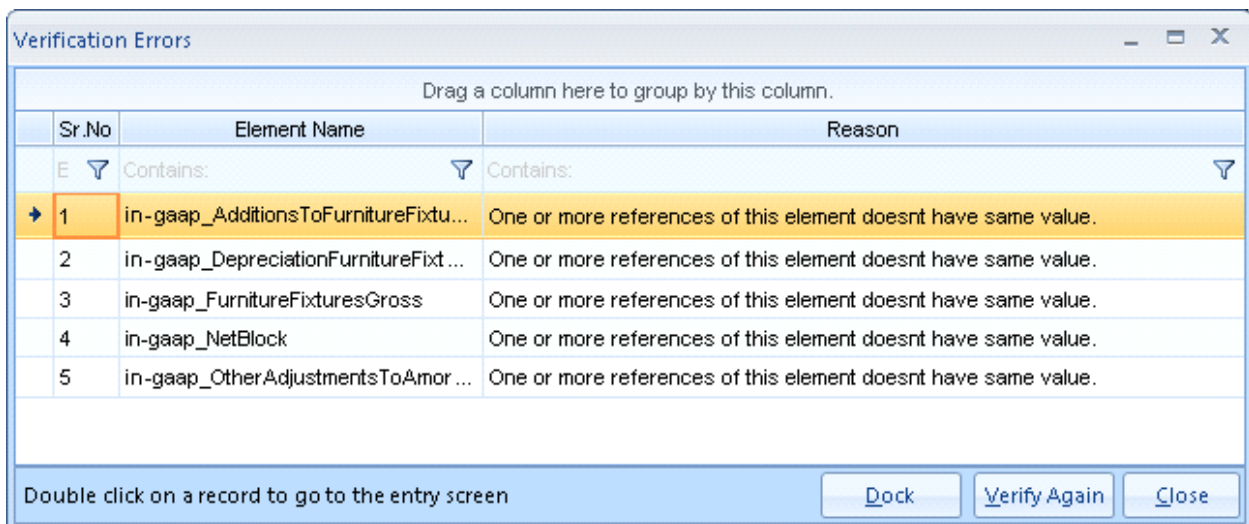 Verification Errors
Drag a column here to group by this column.
Sr.No Element Name Reason
E Contains: Contains:
1 in-gaap_AdditionsToFurnitureFixtu... One or more references of this element doesnt have same value.
2 in-gaap_DepreciationFurnitureFixt... One or more references of this element doesnt have same value.
3 in-gaap_FurnitureFixturesGross One or more references of this element doesnt have same value.
4 in-gaap_NetBlock One or more references of this element doesnt have same value.
5 in-gaap_OtherAdjustmentsToAmor... One or more references of this element doesnt have same value.
Double click on a record to go to the entry screen Dock Verify Again Close